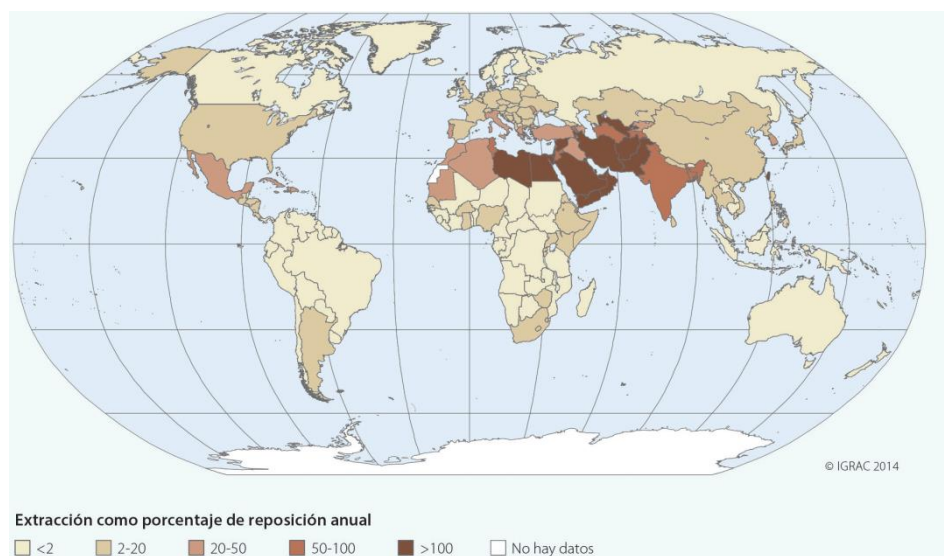 © IGRAC 2014
Extracción como porcentaje de reposición anual
<2 2-20 20-50 50-100 >100 No hay datos